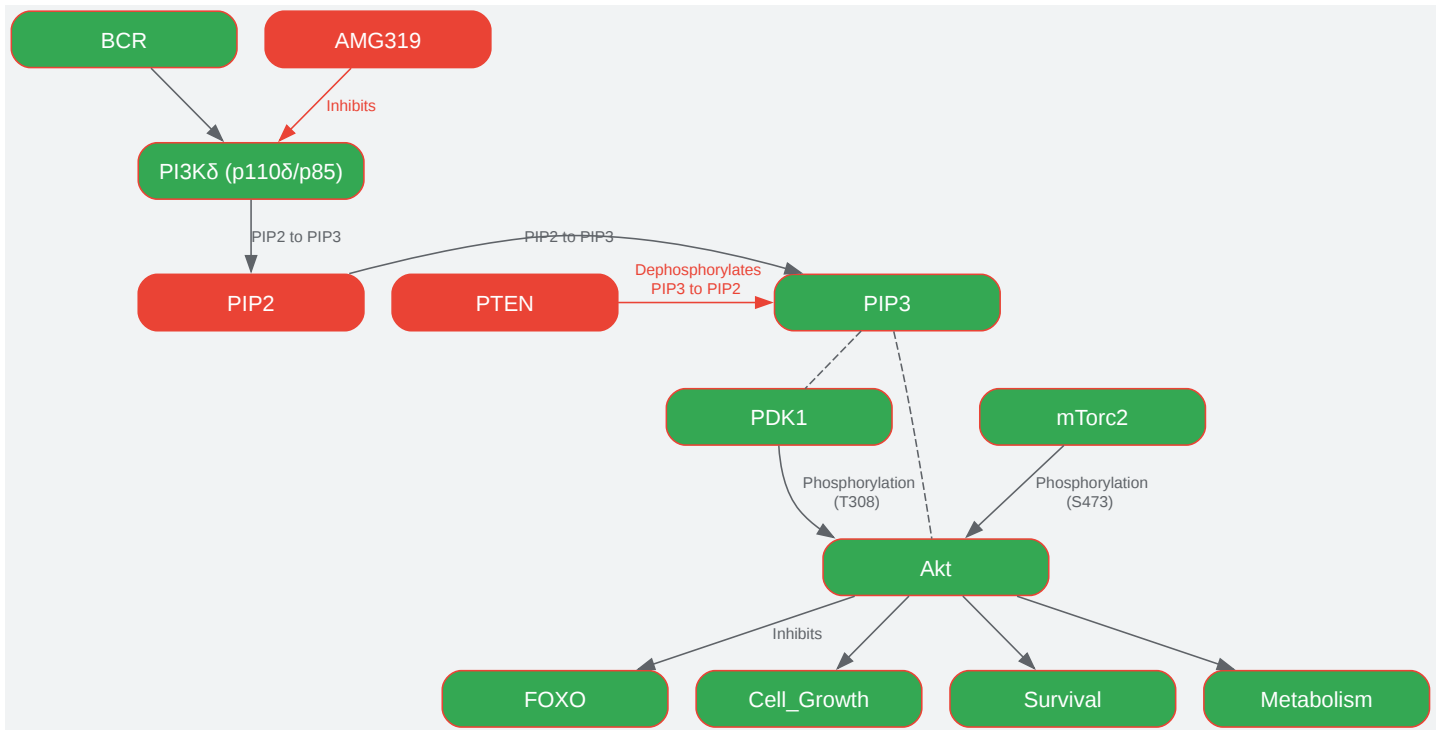 BCR
AMG319
Inhibits
PI3Kδ (p110δ/p85)
PIP2 to PIP3
PIP2 to PIP3
Dephosphorylates
PIP3 to PIP2
PIP2
PTEN
PIP3
PDK1
mTorc2
Phosphorylation
(T308)
Phosphorylation
(S473)
Akt
Inhibits
FOXO
Cell_Growth
Survival
Metabolism